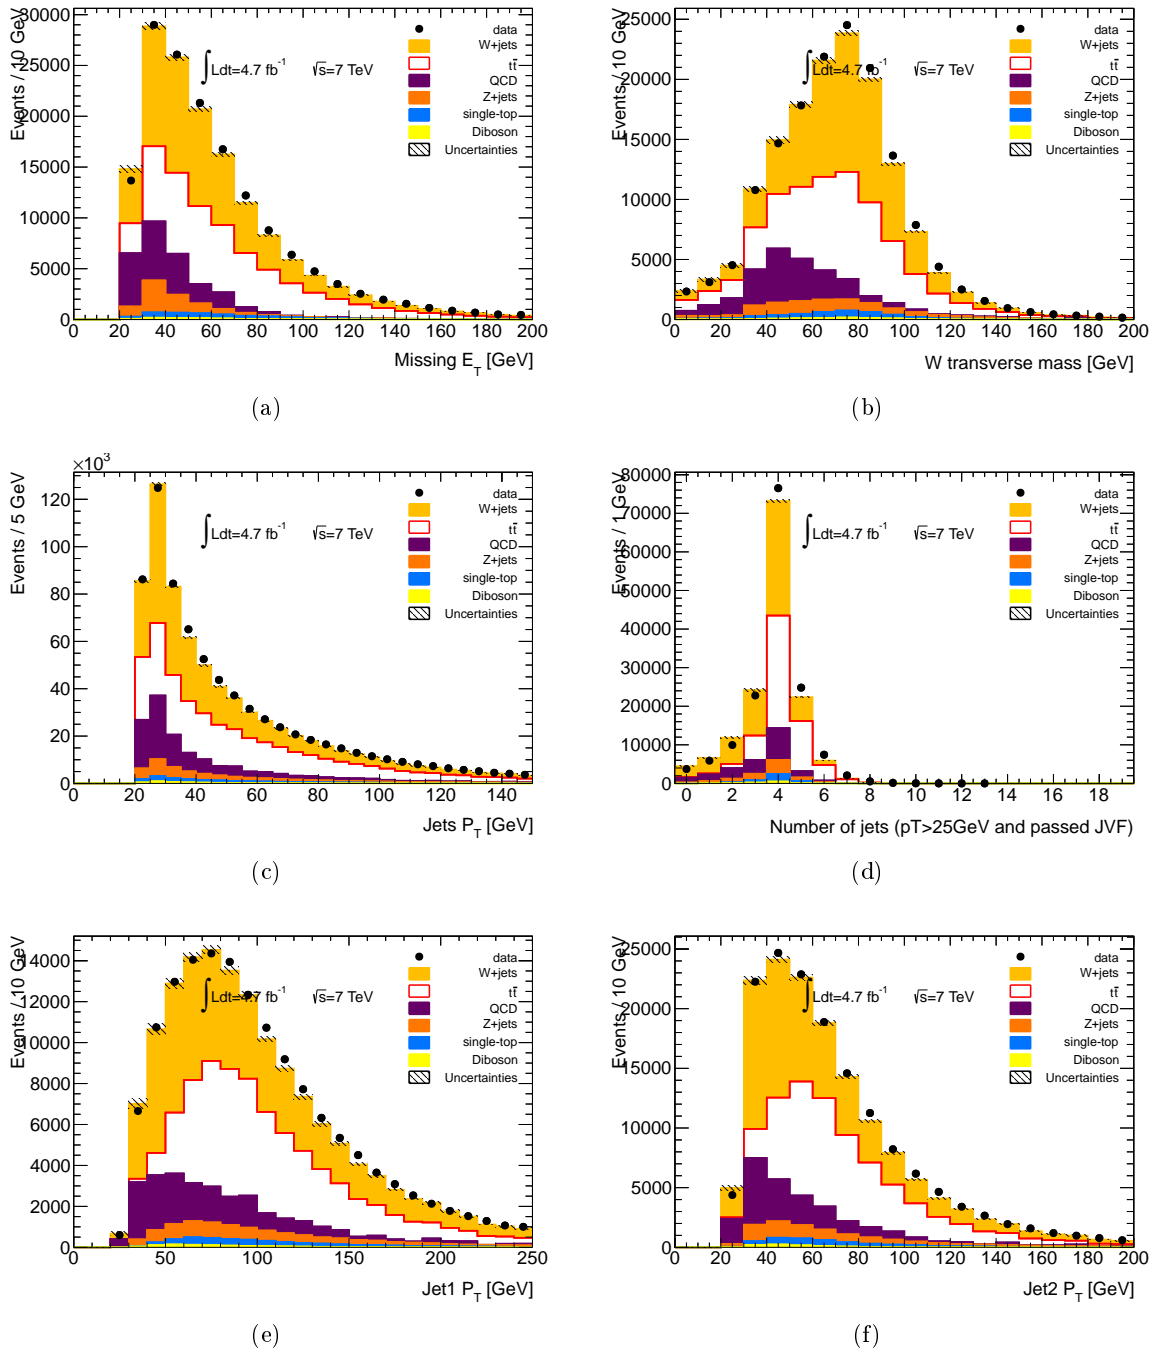 Events / 10 GeV
30000
25000
20000
15000
10000
5000
0
0 20 40 60 80 100 120 140 160 180 200
Missing E_T [GeV]
∫Ldt=4.7 fb⁻¹ √s=7 TeV
data
W+jets
tt̄
QCD
Z+jets
single-top
Diboson
Uncertainties
(a)
Events / 10 GeV
25000
20000
15000
10000
5000
0
0 20 40 60 80 100 120 140 160 180 200
W transverse mass [GeV]
∫Ldt=4.7 fb⁻¹ √s=7 TeV
data
W+jets
tt̄
QCD
Z+jets
single-top
Diboson
Uncertainties
(b)
×10³
Events / 5 GeV
120
100
80
60
40
20
0
0 20 40 60 80 100 120 140
Jets P_T [GeV]
∫Ldt=4.7 fb⁻¹ √s=7 TeV
data
W+jets
tt̄
QCD
Z+jets
single-top
Diboson
Uncertainties
(c)
Events / 1 GeV
80000
70000
60000
50000
40000
30000
20000
10000
0
0 2 4 6 8 10 12 14 16 18
Number of jets (pT>25GeV and passed JVF)
∫Ldt=4.7 fb⁻¹ √s=7 TeV
data
W+jets
tt̄
QCD
Z+jets
single-top
Diboson
Uncertainties
(d)
Events / 10 GeV
14000
12000
10000
8000
6000
4000
2000
0
0 50 100 150 200 250
Jet1 P_T [GeV]
∫Ldt=4.7 fb⁻¹ √s=7 TeV
data
W+jets
tt̄
QCD
Z+jets
single-top
Diboson
Uncertainties
(e)
Events / 10 GeV
25000
20000
15000
10000
5000
0
0 20 40 60 80 100 120 140 160 180 200
Jet2 P_T [GeV]
∫Ldt=4.7 fb⁻¹ √s=7 TeV
data
W+jets
tt̄
QCD
Z+jets
single-top
Diboson
Uncertainties
(f)